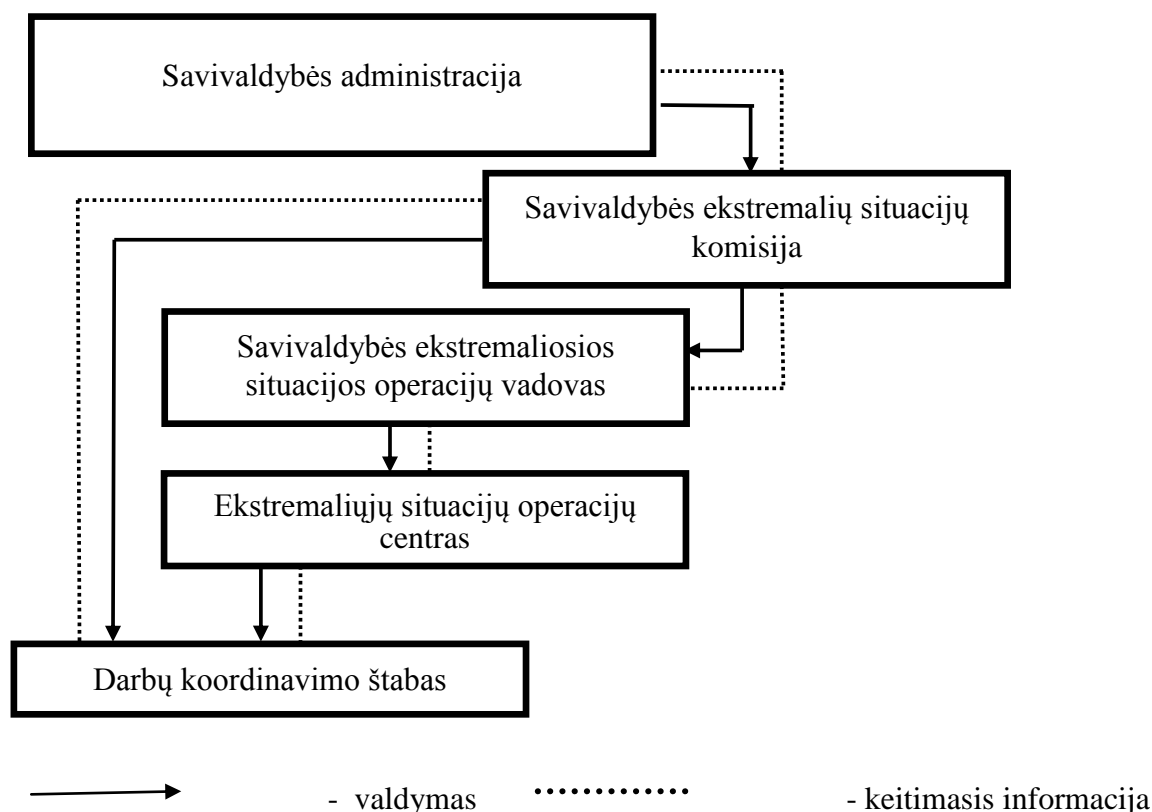 Savivaldybės administracija
Savivaldybės ekstremalių situacijų
komisija
Savivaldybės ekstremaliosios
situacijos operacijų vadovas
Ekstremaliųjų situacijų operacijų
centras
Darbų koordinavimo štabas
- valdymas
- keitimasis informacija